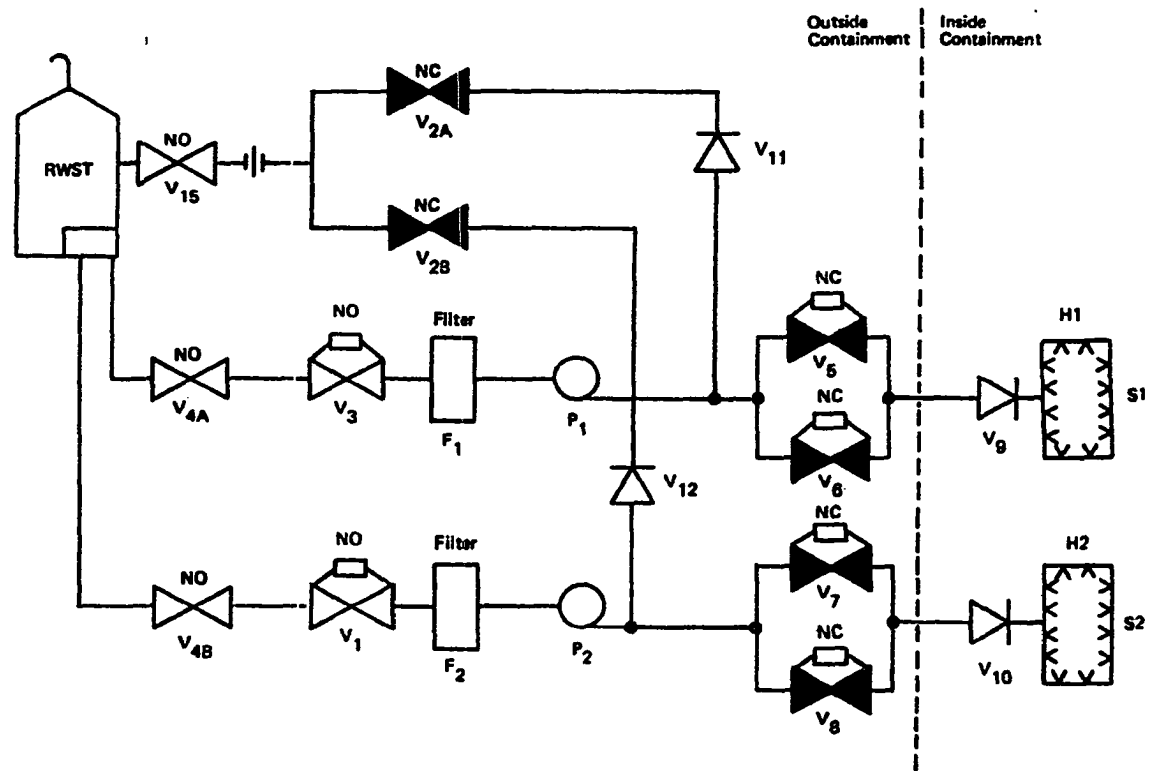 Outside
Containment
Inside
Containment
RWST
NO
V15
NC
V2A
V11
NC
V2B
NO
V4A
NO
V3
Filter
F1
P1
NC
V5
NC
V6
V9
H1
S1
V12
NO
V4B
NO
V1
Filter
F2
P2
NC
V7
NC
V8
V10
H2
S2